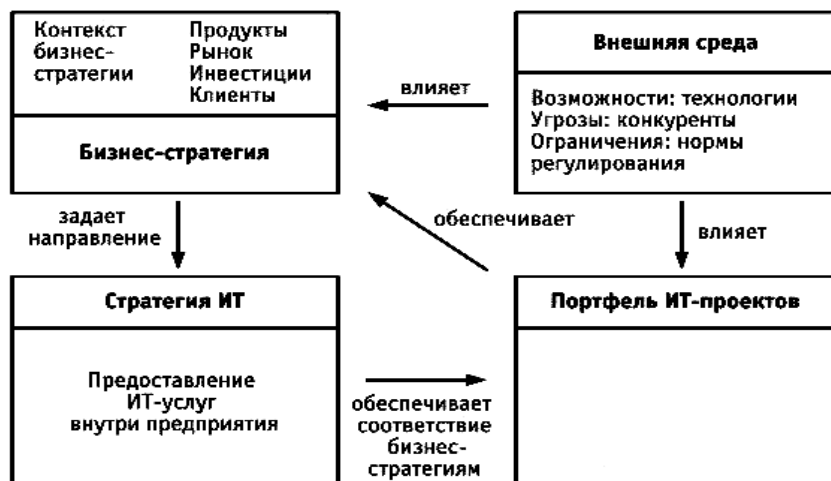 Контекст
бизнес-
стратегии
Продукты
Рынок
Инвестиции
Клиенты
Бизнес-стратегия
влияет
Внешняя среда
Возможности: технологии
Угрозы: конкуренты
Ограничения: нормы
регулирования
задает
направление
обеспечивает
влияет
Стратегия ИТ
Предоставление
ИТ-услуг
внутри предприятия
обеспечивает
соответствие
бизнес-
стратегиям
Портфель ИТ-проектов